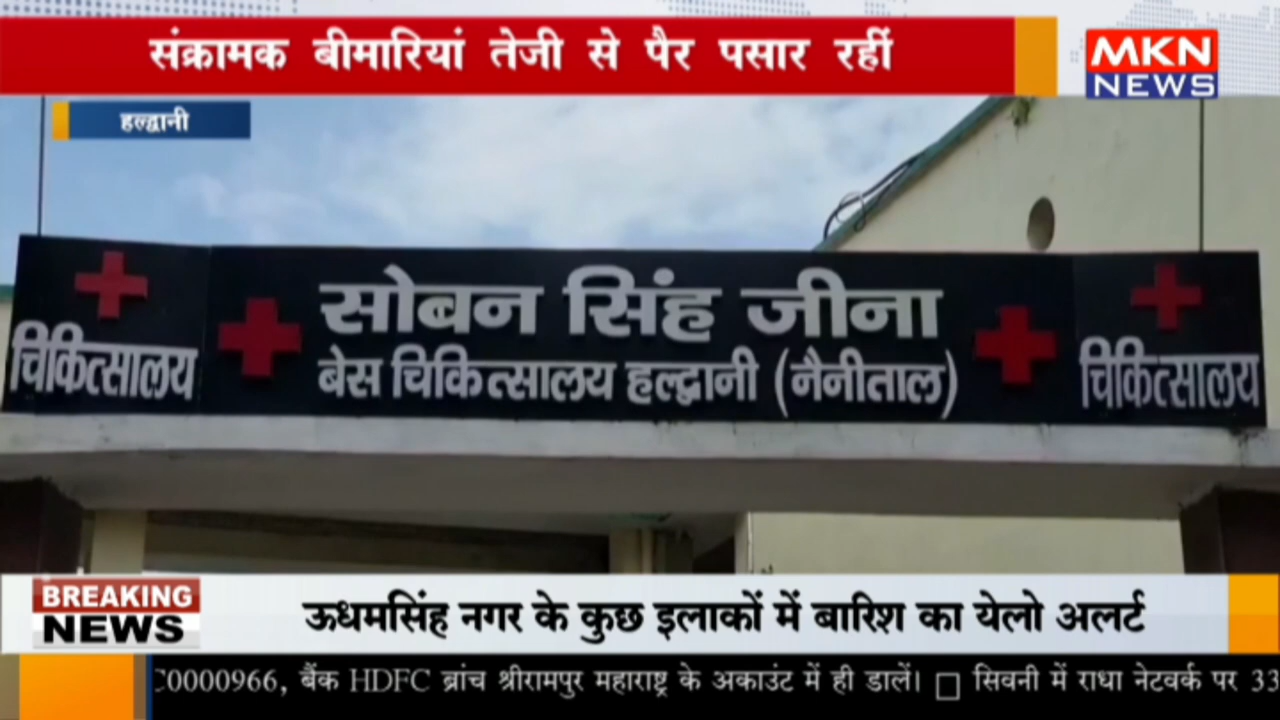 संक्रामक बीमारियां तेजी से पैर पसार रहीं
MKN
NEWS
हल्द्वानी
चिकित्सालय
सोबन सिंह जीना
बेस चिकित्सालय हल्द्वानी (नैनीताल)
चिकित्सालय
BREAKING
NEWS
ऊधमसिंह नगर के कुछ इलाकों में बारिश का येलो अलर्ट
C0000966, बैंक HDFC ब्रांच श्रीरामपुर महाराष्ट्र के अकाउंट में ही डालें। □ सिवनी में राधा नेटवर्क पर 33